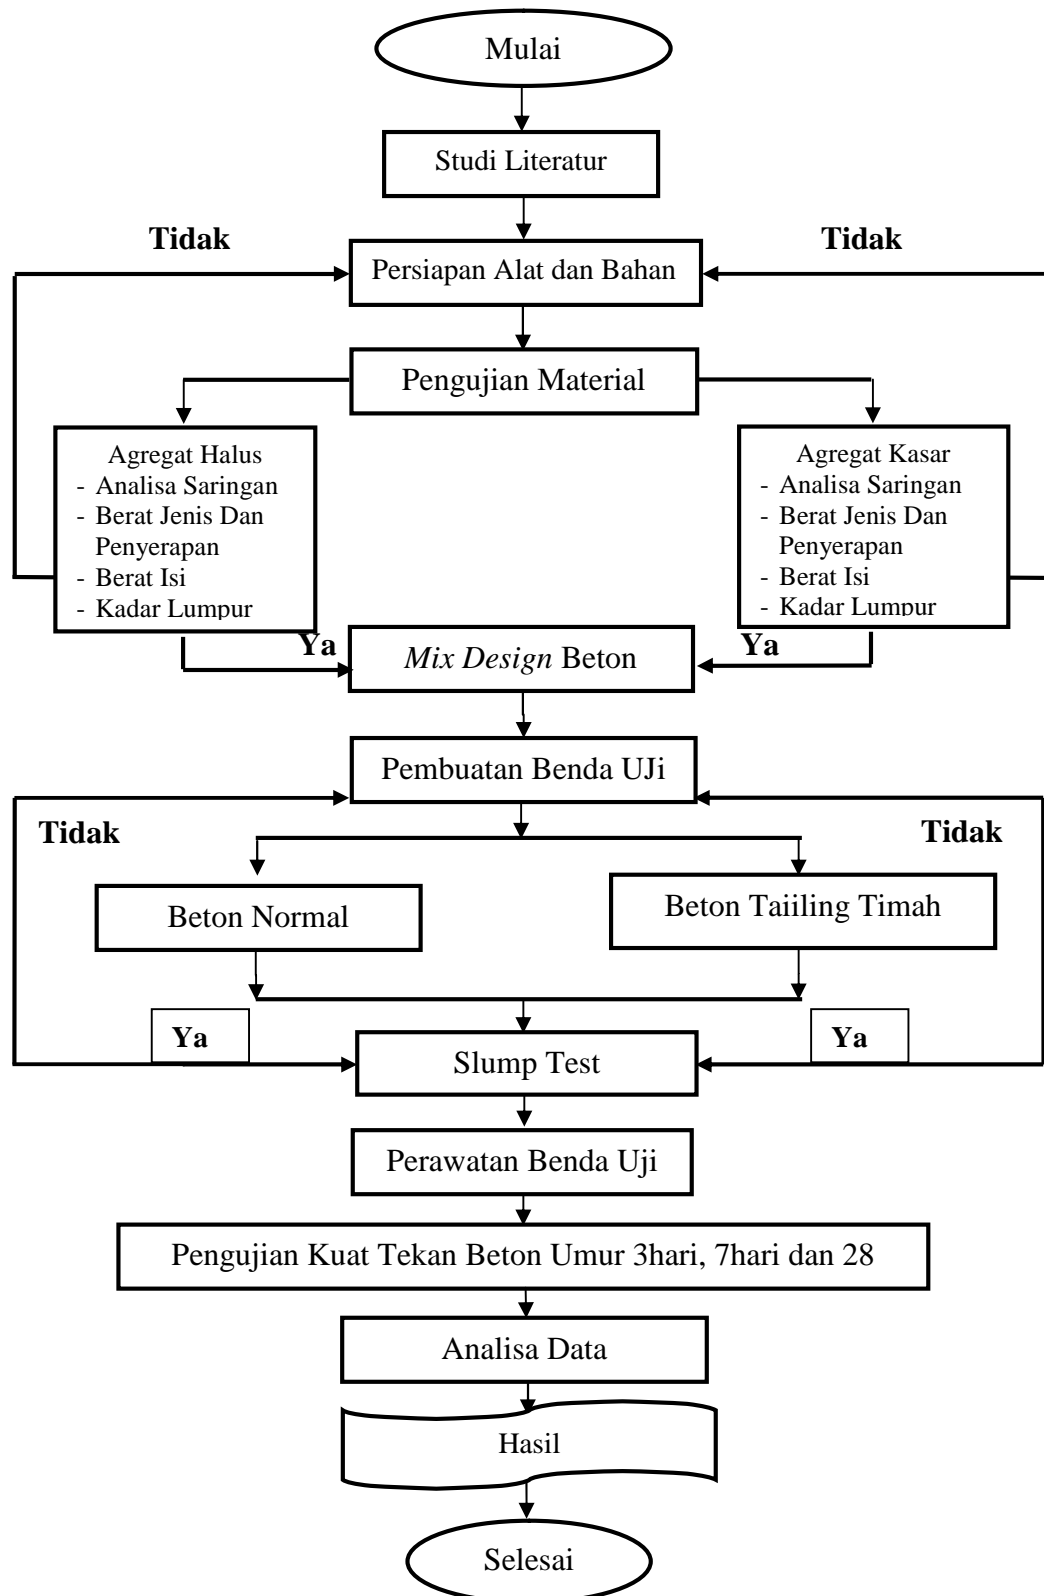 Mulai
Studi Literatur
Tidak
Tidak
Persiapan Alat dan Bahan
Pengujian Material
Agregat Halus
- Analisa Saringan
- Berat Jenis Dan
Penyerapan
- Berat Isi
- Kadar Lumpur
Agregat Kasar
- Analisa Saringan
- Berat Jenis Dan
Penyerapan
- Berat Isi
- Kadar Lumpur
Ya
Ya
Mix Design Beton
Pembuatan Benda UJi
Tidak
Tidak
Beton Normal
Beton Taiiling Timah
Ya
Ya
Slump Test
Perawatan Benda Uji
Pengujian Kuat Tekan Beton Umur 3hari, 7hari dan 28
Analisa Data
Hasil
Selesai